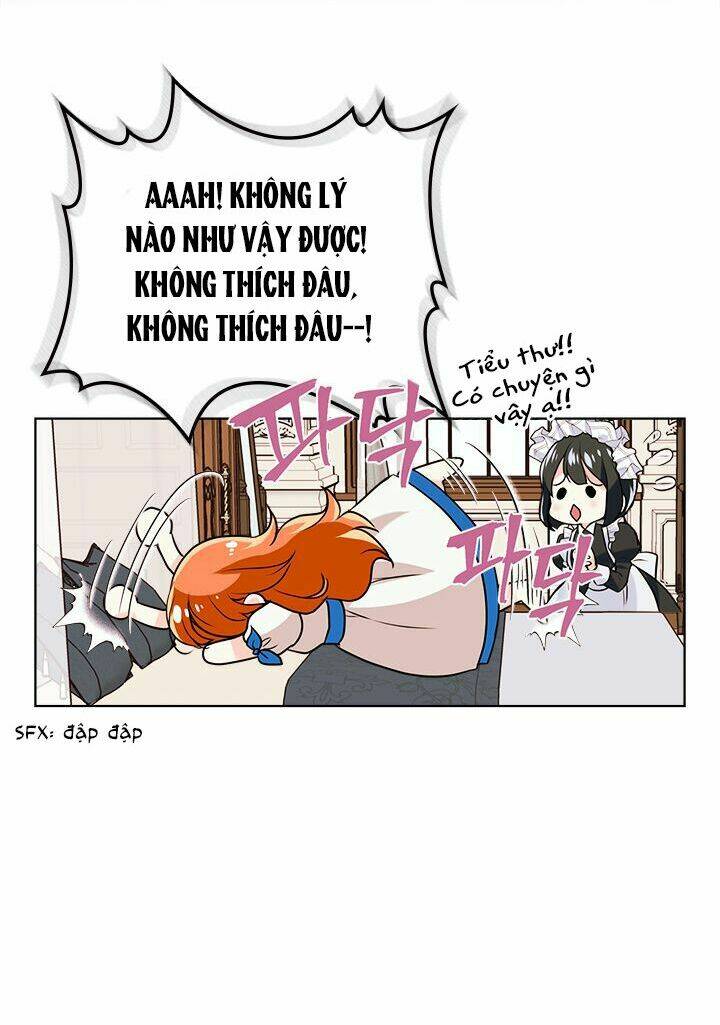 AAAH! KHÔNG LÝ
NÀO NHƯ VẬY ĐƯỢC!
KHÔNG THÍCH ĐÂU,
KHÔNG THÍCH ĐÂU--!
Tiểu thư!!
Có chuyện gì
vậy ạ!!
파닥
파닥
SFX: đập đập